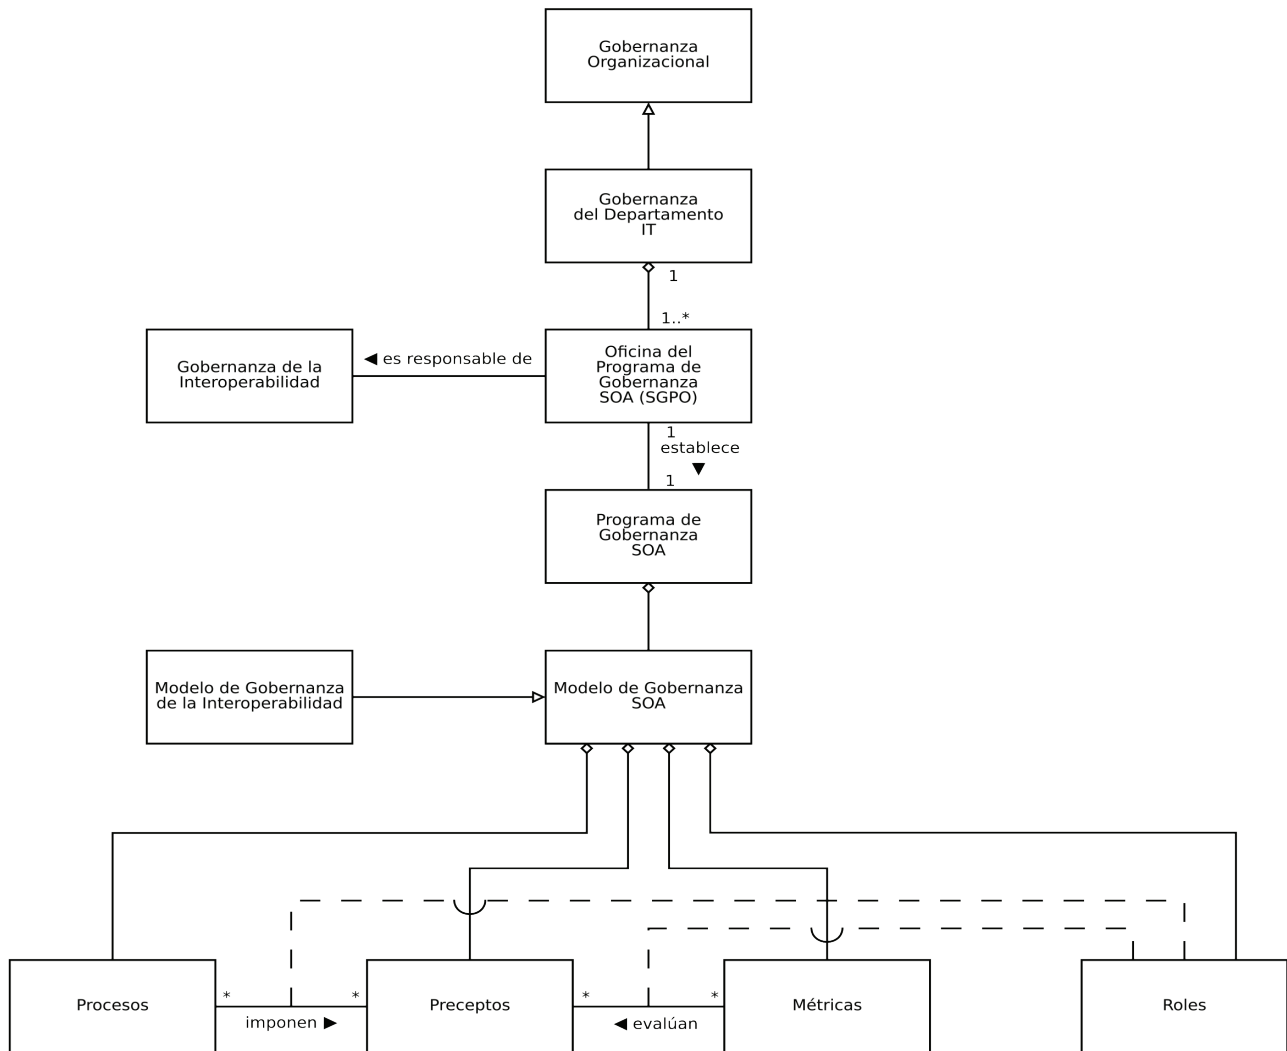 Gobernanza
Organizacional
Gobernanza
del Departamento
IT
1
1..*
Gobernanza de la
Interoperabilidad
◄ es responsable de
Oficina del
Programa de
Gobernanza
SOA (SGPO)
1
establece
▼
1
Programa de
Gobernanza
SOA
Modelo de Gobernanza
de la Interoperabilidad
Modelo de Gobernanza
SOA
Procesos
*
*
imponen ►
Preceptos
*
*
◄ evalúan
Métricas
Roles